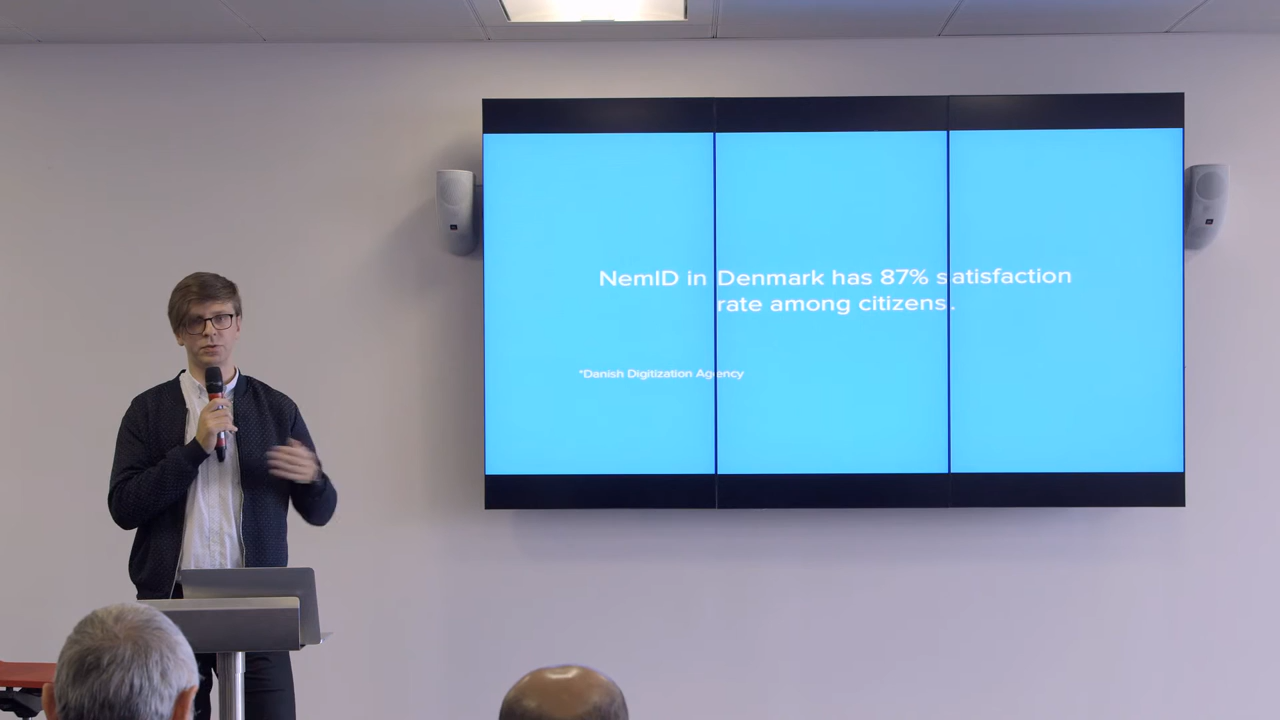 NemID in Denmark has 87% satisfaction
rate among citizens.
*Danish Digitization Agency